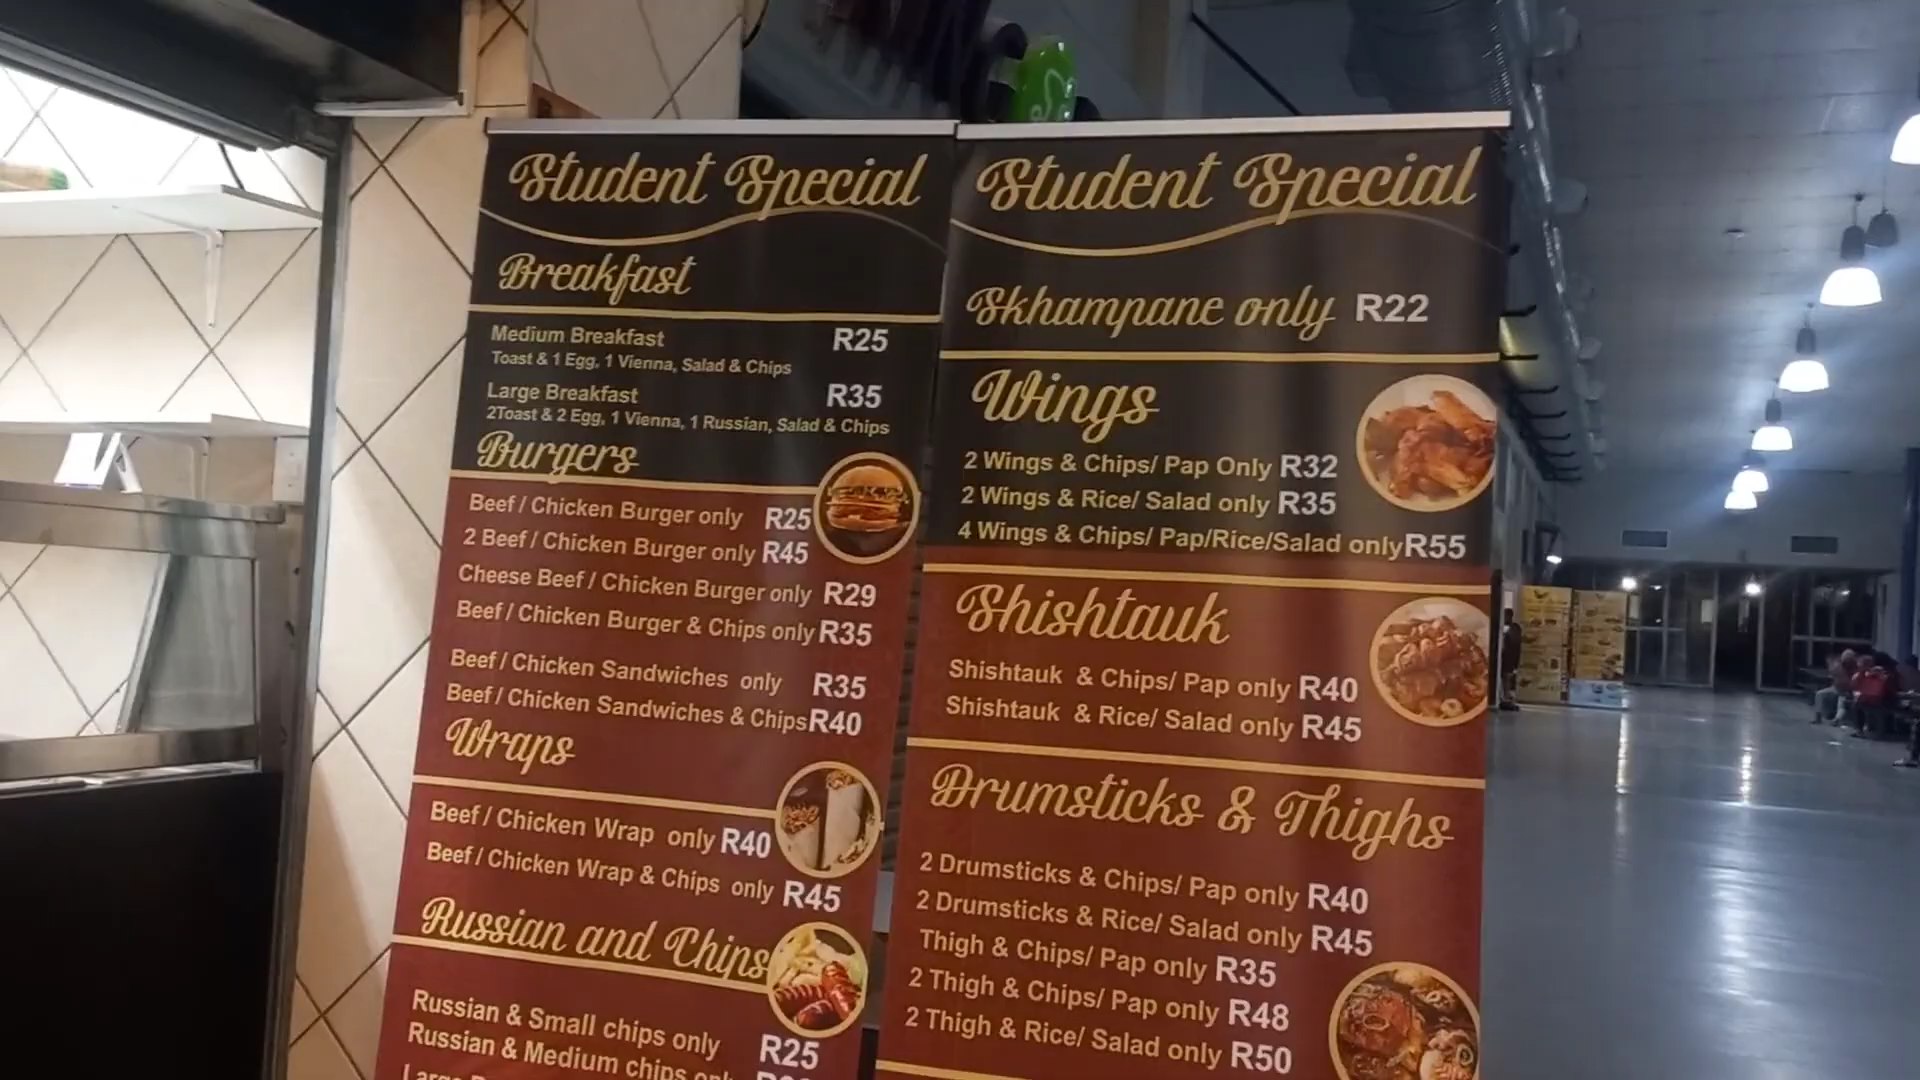 Student Special
Breakfast
Medium Breakfast R25
Toast & 1 Egg, 1 Vienna, Salad & Chips
Large Breakfast R35
2Toast & 2 Egg, 1 Vienna, 1 Russian, Salad & Chips
Burgers
Beef / Chicken Burger only R25
2 Beef / Chicken Burger only R45
Cheese Beef / Chicken Burger only R29
Beef / Chicken Burger & Chips only R35
Beef / Chicken Sandwiches only R35
Beef / Chicken Sandwiches & Chips R40
Wraps
Beef / Chicken Wrap only R40
Beef / Chicken Wrap & Chips only R45
Russian and Chips
Russian & Small chips only R25
Russian & Medium chips
Student Special
Skhampane only R22
Wings
2 Wings & Chips/ Pap Only R32
2 Wings & Rice/ Salad only R35
4 Wings & Chips/ Pap/Rice/Salad only R55
Shishtauk
Shishtauk & Chips/ Pap only R40
Shishtauk & Rice/ Salad only R45
Drumsticks & Thighs
2 Drumsticks & Chips/ Pap only R40
2 Drumsticks & Rice/ Salad only R45
Thigh & Chips/ Pap only R35
2 Thigh & Chips/ Pap only R48
2 Thigh & Rice/ Salad only R50